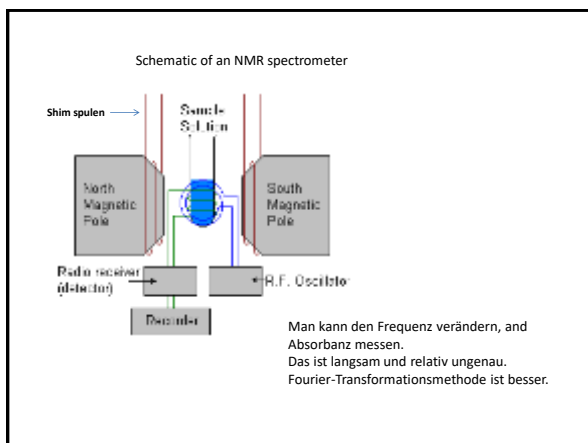 Schematic of an NMR spectrometer
Shim spulen
Sample
Solution
North
Magnetic
Pole
South
Magnetic
Pole
Radio receiver
(detector)
R.F. Oscillator
Recorder
Man kann den Frequenz verändern, and
Absorbanz messen.
Das ist langsam und relativ ungenau.
Fourier-Transformationsmethode ist besser.